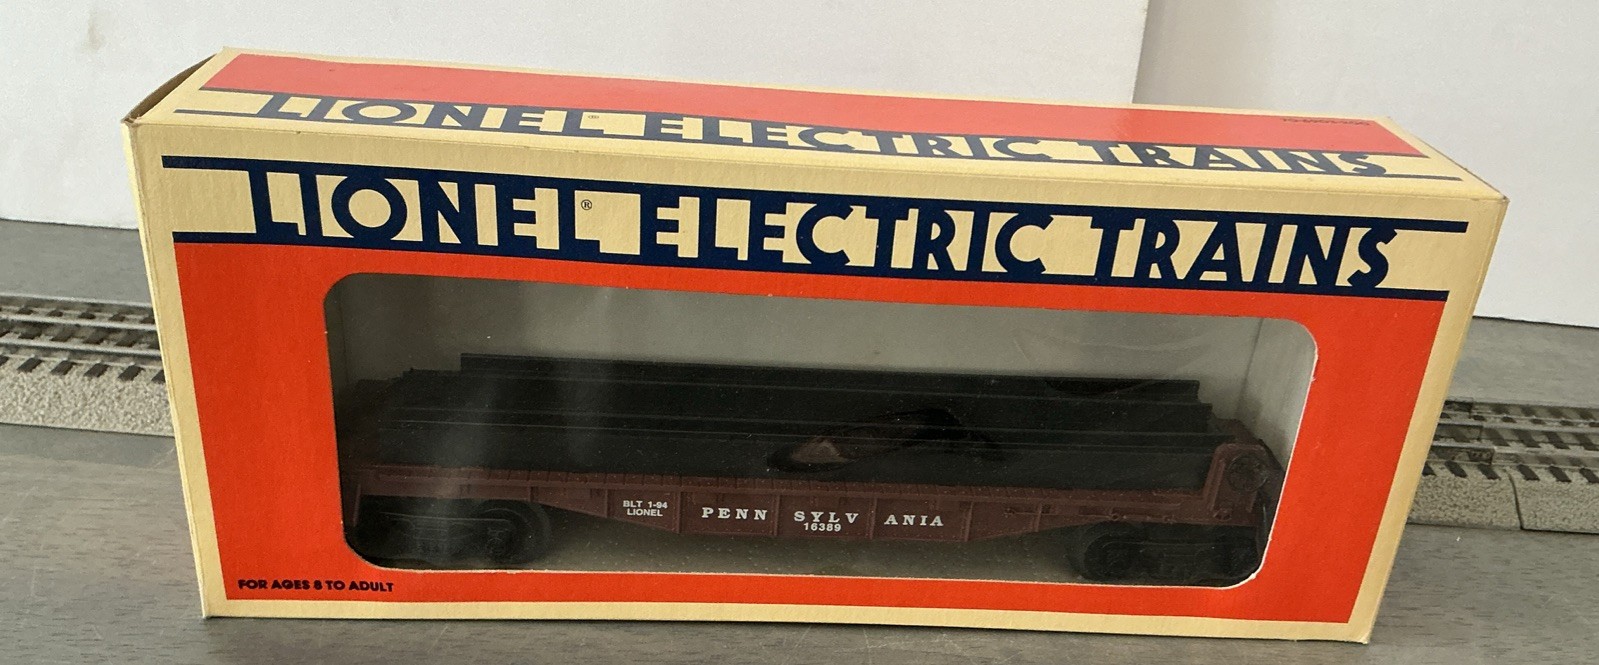 LIONEL® ELECTRIC TRAINS
LIONEL® ELECTRIC TRAINS
BLT 1-94
LIONEL
PENN SYLV ANIA
16389
FOR AGES 8 TO ADULT